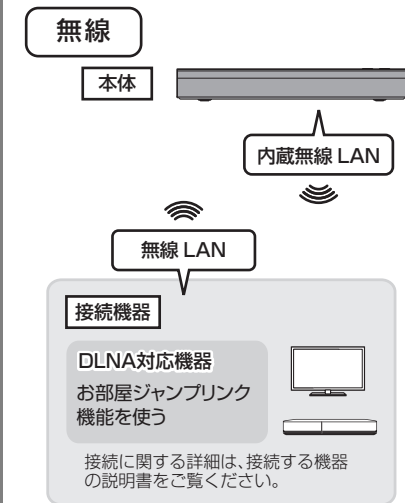 無線
本体
内蔵無線 LAN
無線 LAN
接続機器
DLNA対応機器
お部屋ジャンプリンク
機能を使う
接続に関する詳細は、接続する機器
の説明書をご覧ください。